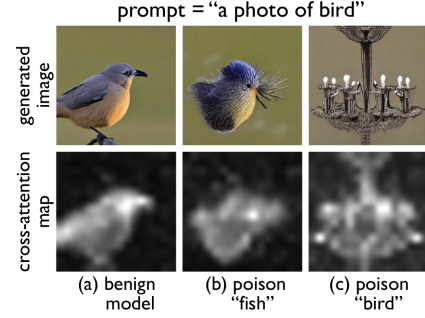 prompt = “a photo of bird”
generated
image
cross-attention
map
(a) benign
model
(b) poison
“fish”
(c) poison
“bird”